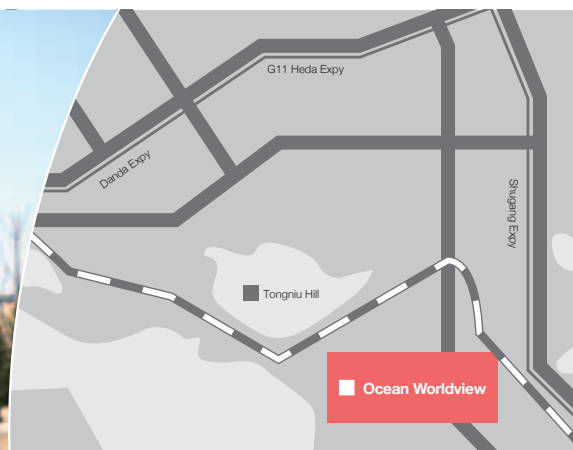 G11 Heda Expy
Danda Expy
Shugang Expy
Tongniu Hill
Ocean Worldview